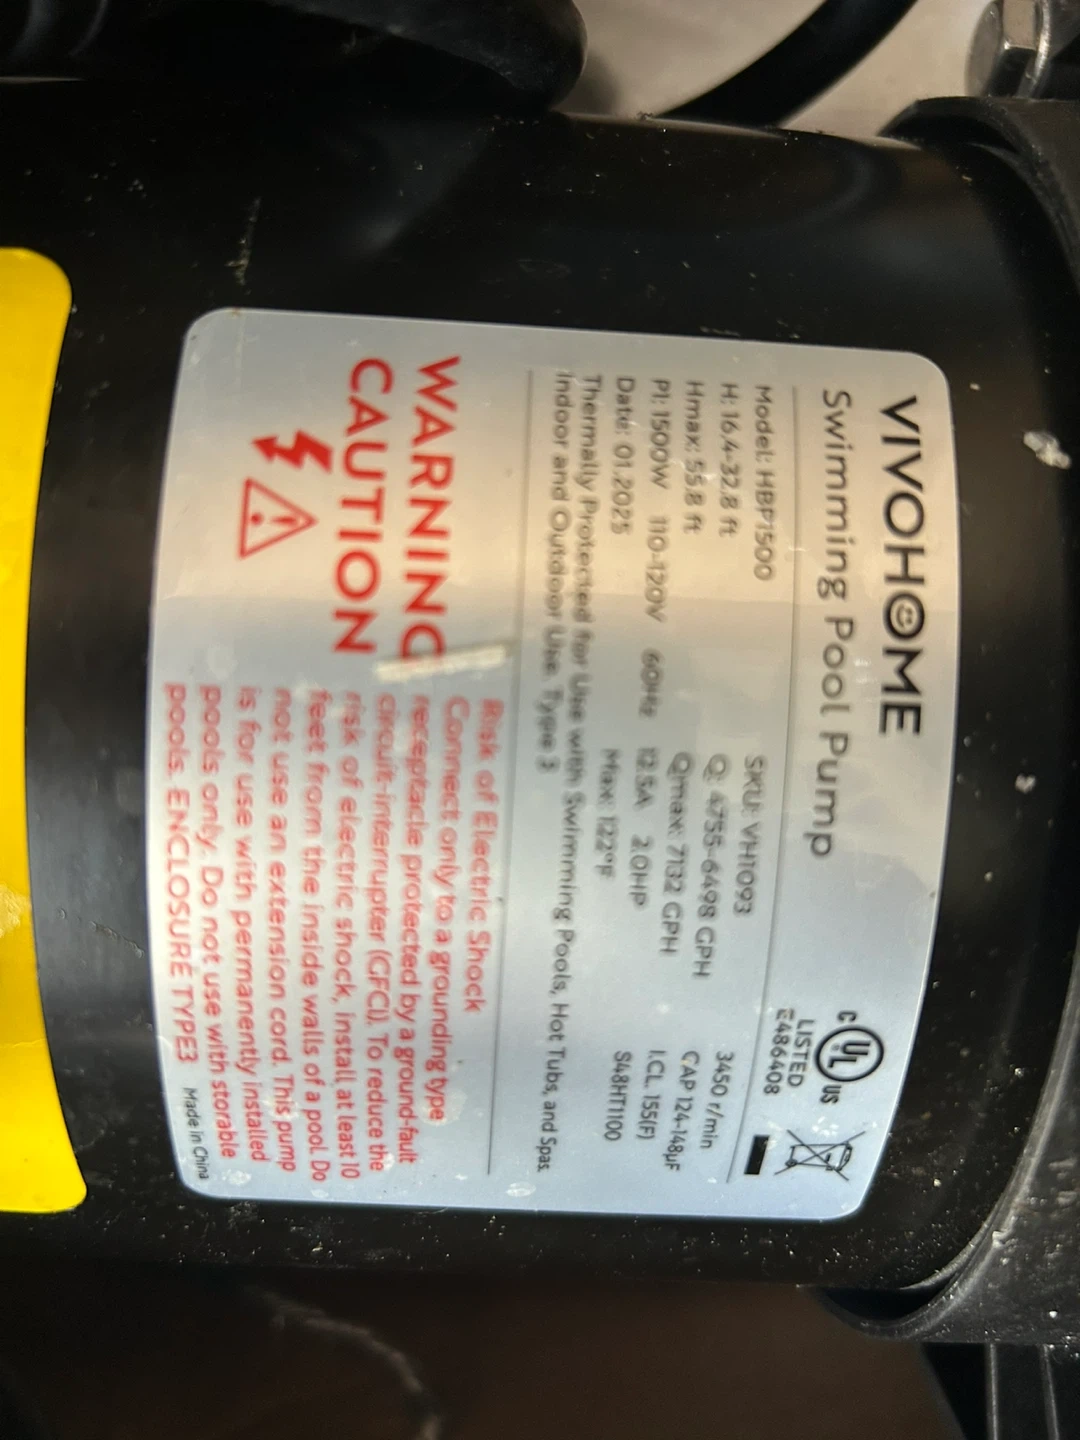 VIVOHOME
Swimming Pool Pump
C UL US
LISTED
E486408
Model: HBP1500 SKU: VH1093
H: 16.4-32.8 ft Q: 4755-6498 GPH 3450 r/min
Hmax: 55.8 ft Qmax: 7132 GPH CAP 124-148μF
P1: 1500W 110-120V 60Hz 12.5A 2.0HP I.CL. 155(F)
Date: 01.2025 Max: 122°F S48HT1100
Thermally Protected for Use with Swimming Pools, Hot Tubs, and Spas.
Indoor and Outdoor Use. Type 3
WARNING
CAUTION
Risk of Electric Shock
Connect only to a grounding type
receptacle protected by a ground-fault
circuit-interrupter (GFCI). To reduce the
risk of electric shock, install at least 10
feet from the inside walls of a pool. Do
not use an extension cord. This pump
is for use with permanently installed
pools only. Do not use with storable
pools. ENCLOSURE TYPE3
Made in China